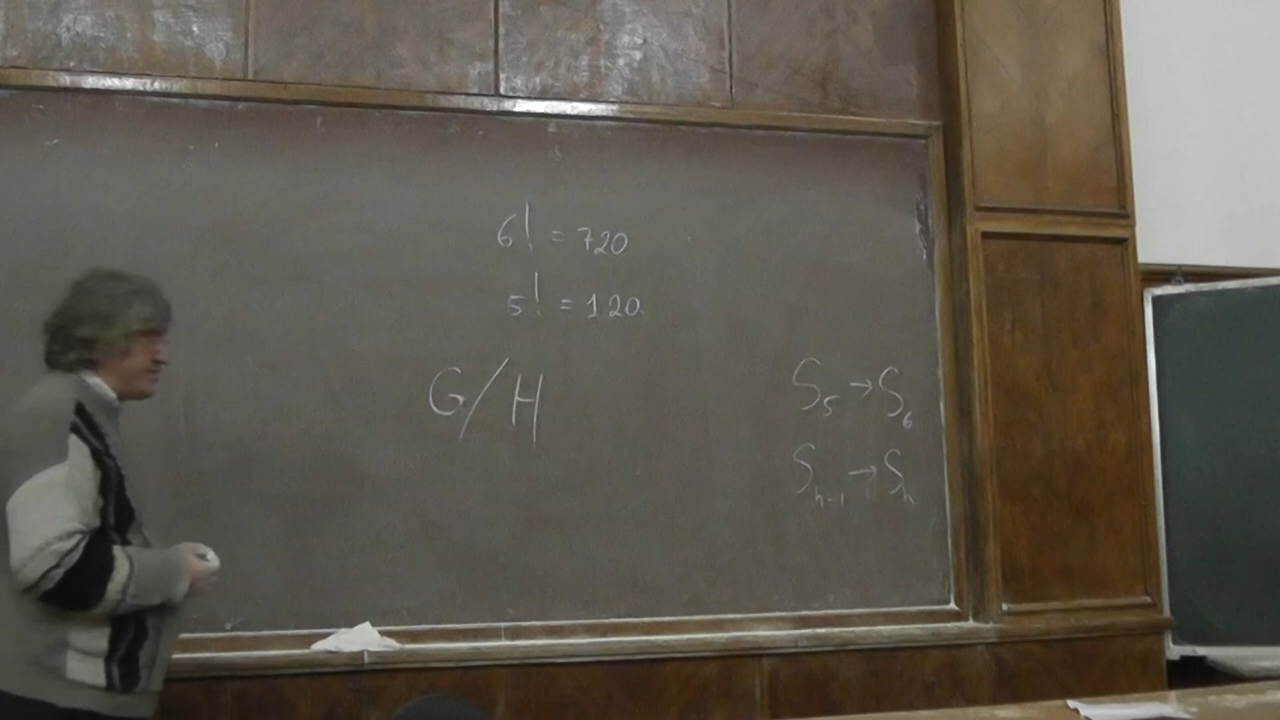 6! = 720
5! = 120
G/H
S₅ → S₆
Sₙ₋₁ → Sₙ